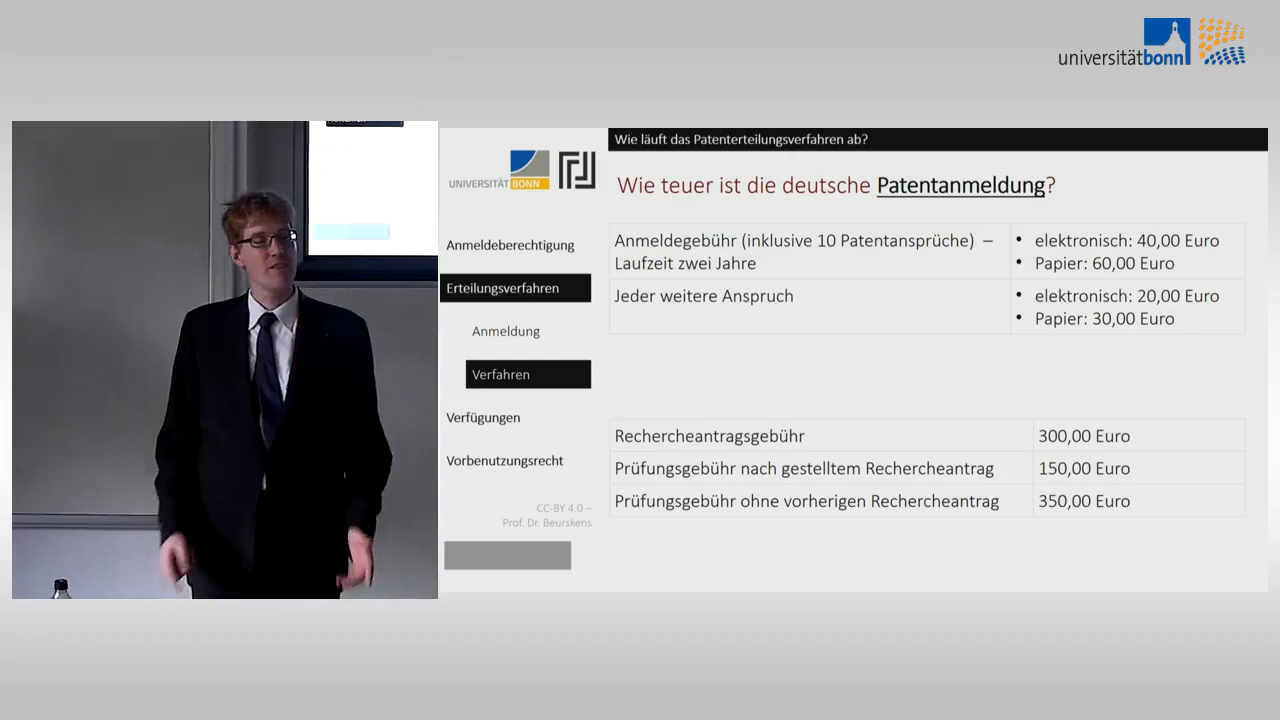 universitätbonn
Wie läuft das Patenterteilungsverfahren ab?
UNIVERSITÄT BONN
Wie teuer ist die deutsche Patentanmeldung?
Anmeldeberechtigung
Erteilungsverfahren
Anmeldung
Verfahren
Verfügungen
Vorbenutzungsrecht
CC-BY 4.0 –
Prof. Dr. Beurskens
Anmeldegebühr (inklusive 10 Patentansprüche) –
Laufzeit zwei Jahre
• elektronisch: 40,00 Euro
• Papier: 60,00 Euro
Jeder weitere Anspruch
• elektronisch: 20,00 Euro
• Papier: 30,00 Euro
Rechercheantragsgebühr 300,00 Euro
Prüfungsgebühr nach gestelltem Rechercheantrag 150,00 Euro
Prüfungsgebühr ohne vorherigen Rechercheantrag 350,00 Euro